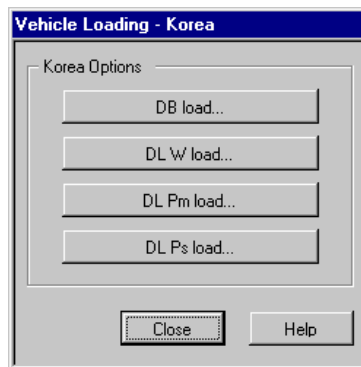 Vehicle Loading - Korea
Korea Options
DB load...
DL W load...
DL Pm load...
DL Ps load...
Close
Help